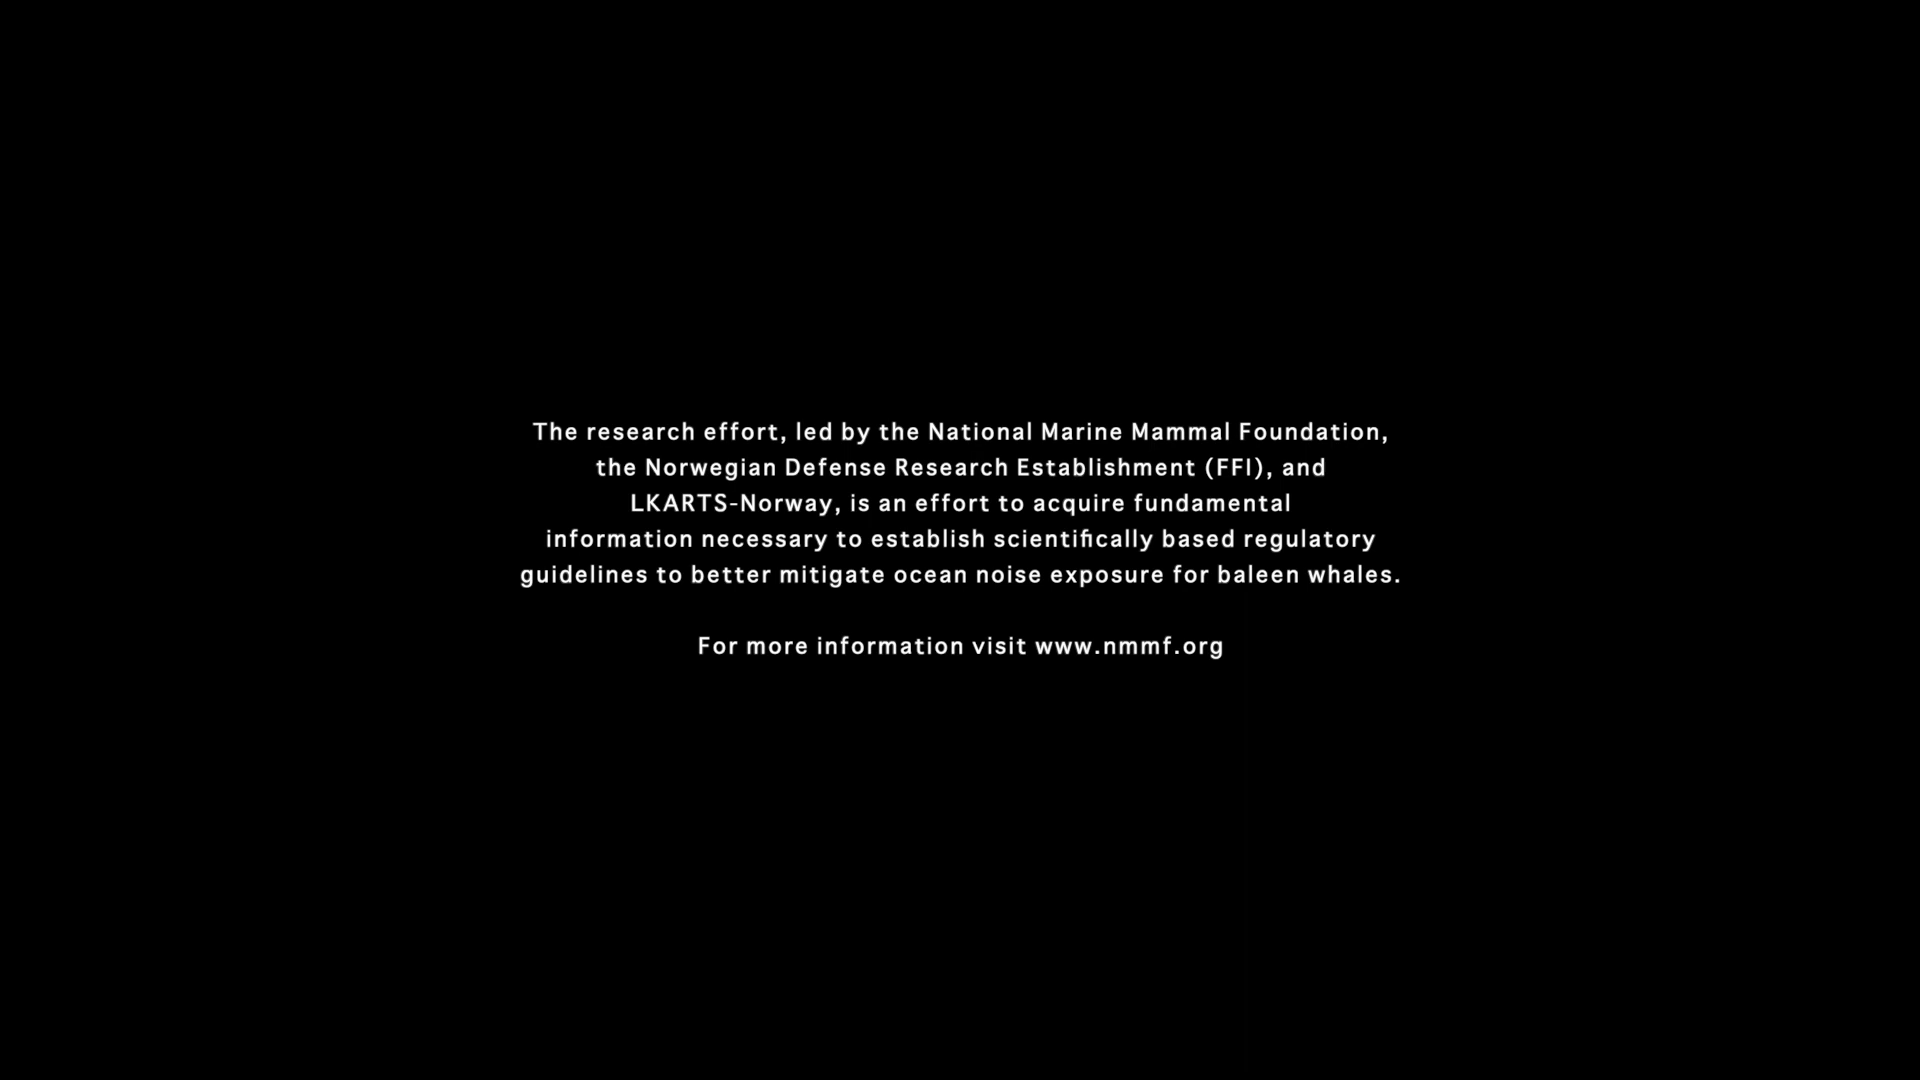 The research effort, led by the National Marine Mammal Foundation,
the Norwegian Defense Research Establishment (FFI), and
LKARTS-Norway, is an effort to acquire fundamental
information necessary to establish scientifically based regulatory
guidelines to better mitigate ocean noise exposure for baleen whales.
For more information visit www.nmmf.org